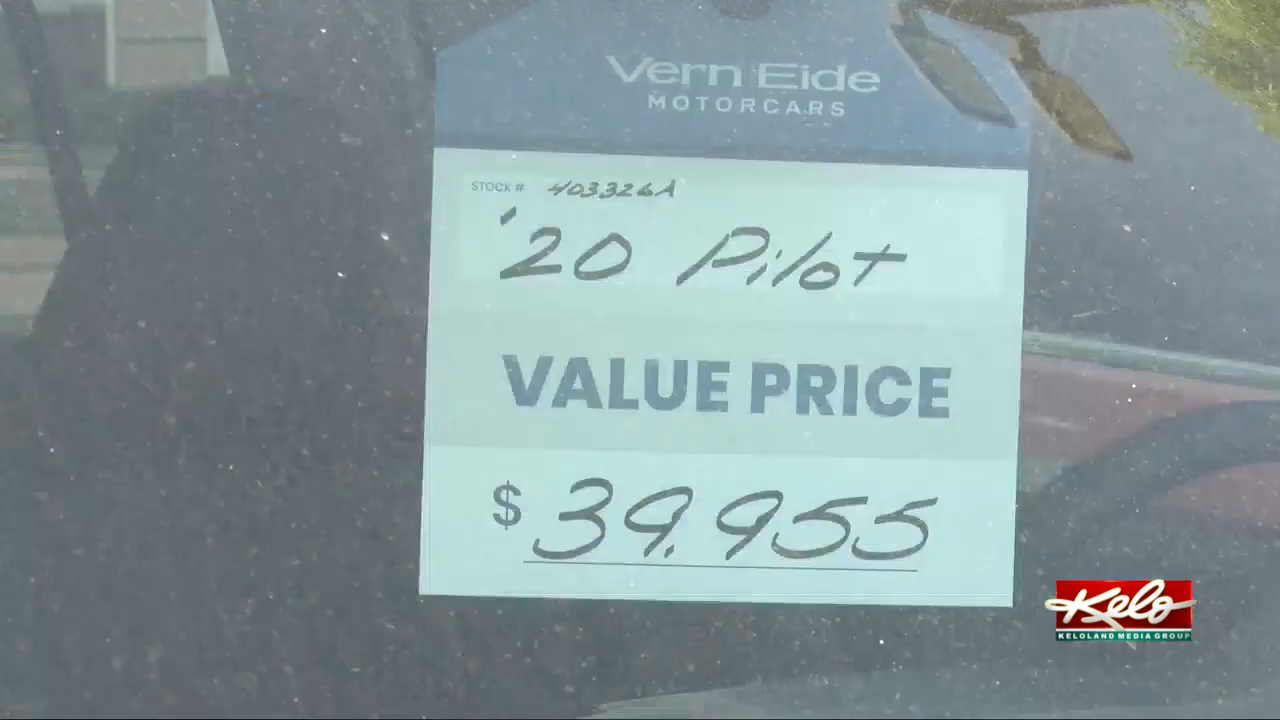 Vern Eide
MOTORCARS
STOCK # 403326A
'20 Pilot
VALUE PRICE
$ 39.955
Kelo
KELOLAND MEDIA GROUP